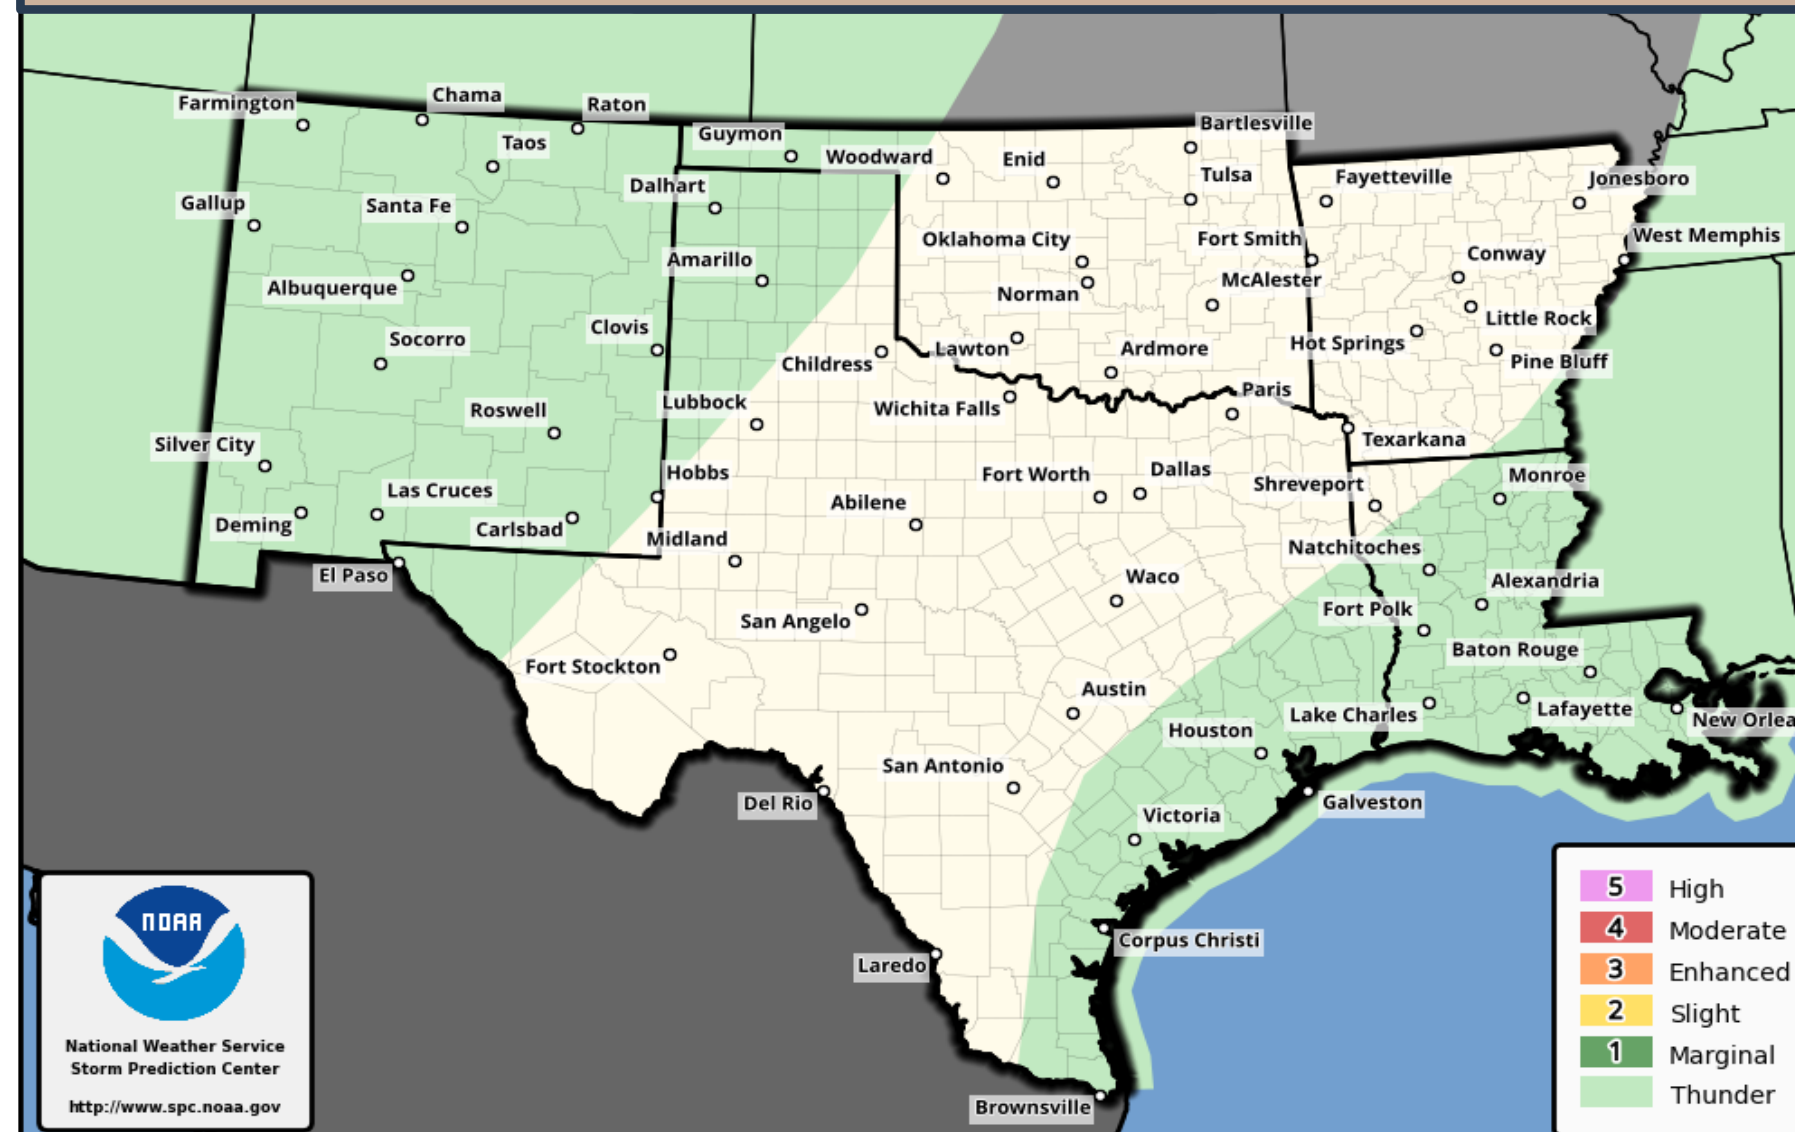 Farmington
Chama
Raton
Taos
Guymon
Woodward
Enid
Bartlesville
Tulsa
Fayetteville
Jonesboro
Gallup
Santa Fe
Dalhart
Amarillo
Oklahoma City
Fort Smith
West Memphis
Conway
Albuquerque
Norman
McAlester
Socorro
Clovis
Little Rock
Hot Springs
Childress
Lawton
Ardmore
Pine Bluff
Roswell
Lubbock
Wichita Falls
Paris
Texarkana
Silver City
Hobbs
Fort Worth
Dallas
Shreveport
Monroe
Las Cruces
Abilene
Deming
Carlsbad
Midland
Natchitoches
El Paso
Waco
Alexandria
San Angelo
Fort Polk
Fort Stockton
Baton Rouge
Austin
Lake Charles
Lafayette
New Orlea
Houston
San Antonio
Del Rio
Galveston
Victoria
Corpus Christi
Laredo
Brownsville
NOAA
National Weather Service
Storm Prediction Center
http://www.spc.noaa.gov
5 High
4 Moderate
3 Enhanced
2 Slight
1 Marginal
Thunder